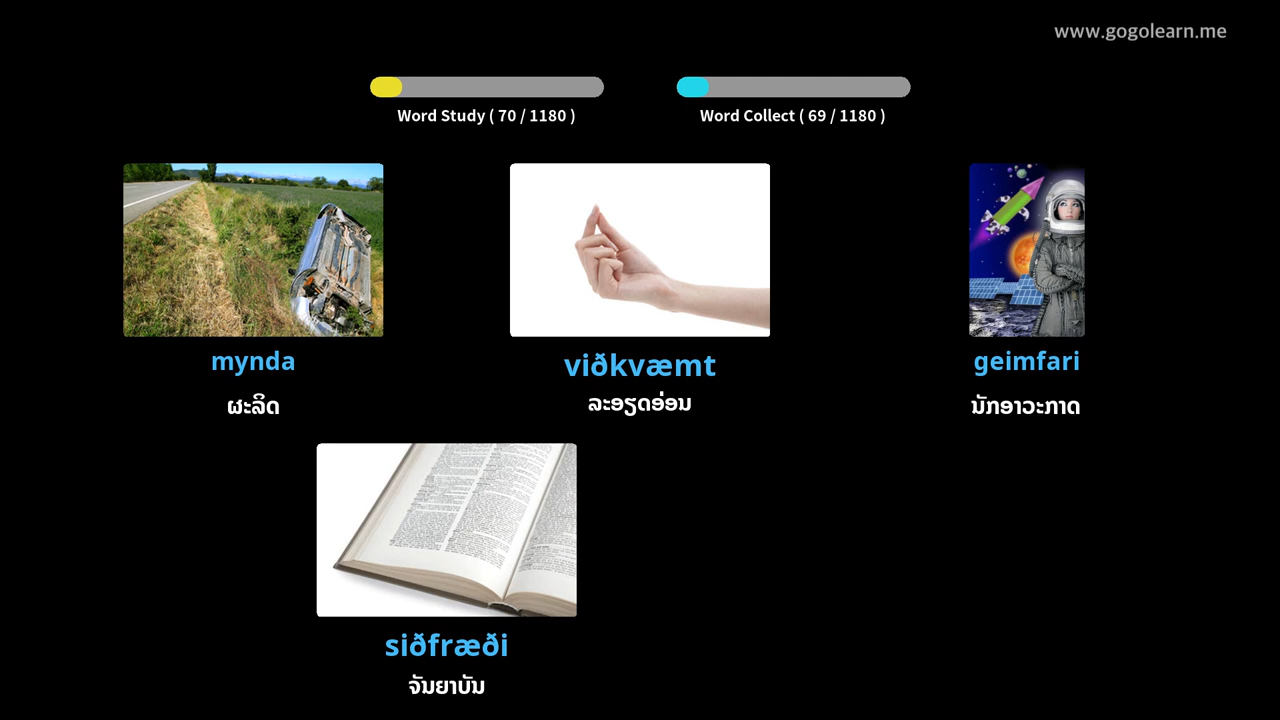 www.gogolearn.me
Word Study ( 70 / 1180 )
Word Collect ( 69 / 1180 )
mynda
viðkvæmt
geimfari
ຜະລິດ
ລະອຽດອ່ອນ
ນັກອາວະກາດ
siðfræði
ຈັນຍາບັນ